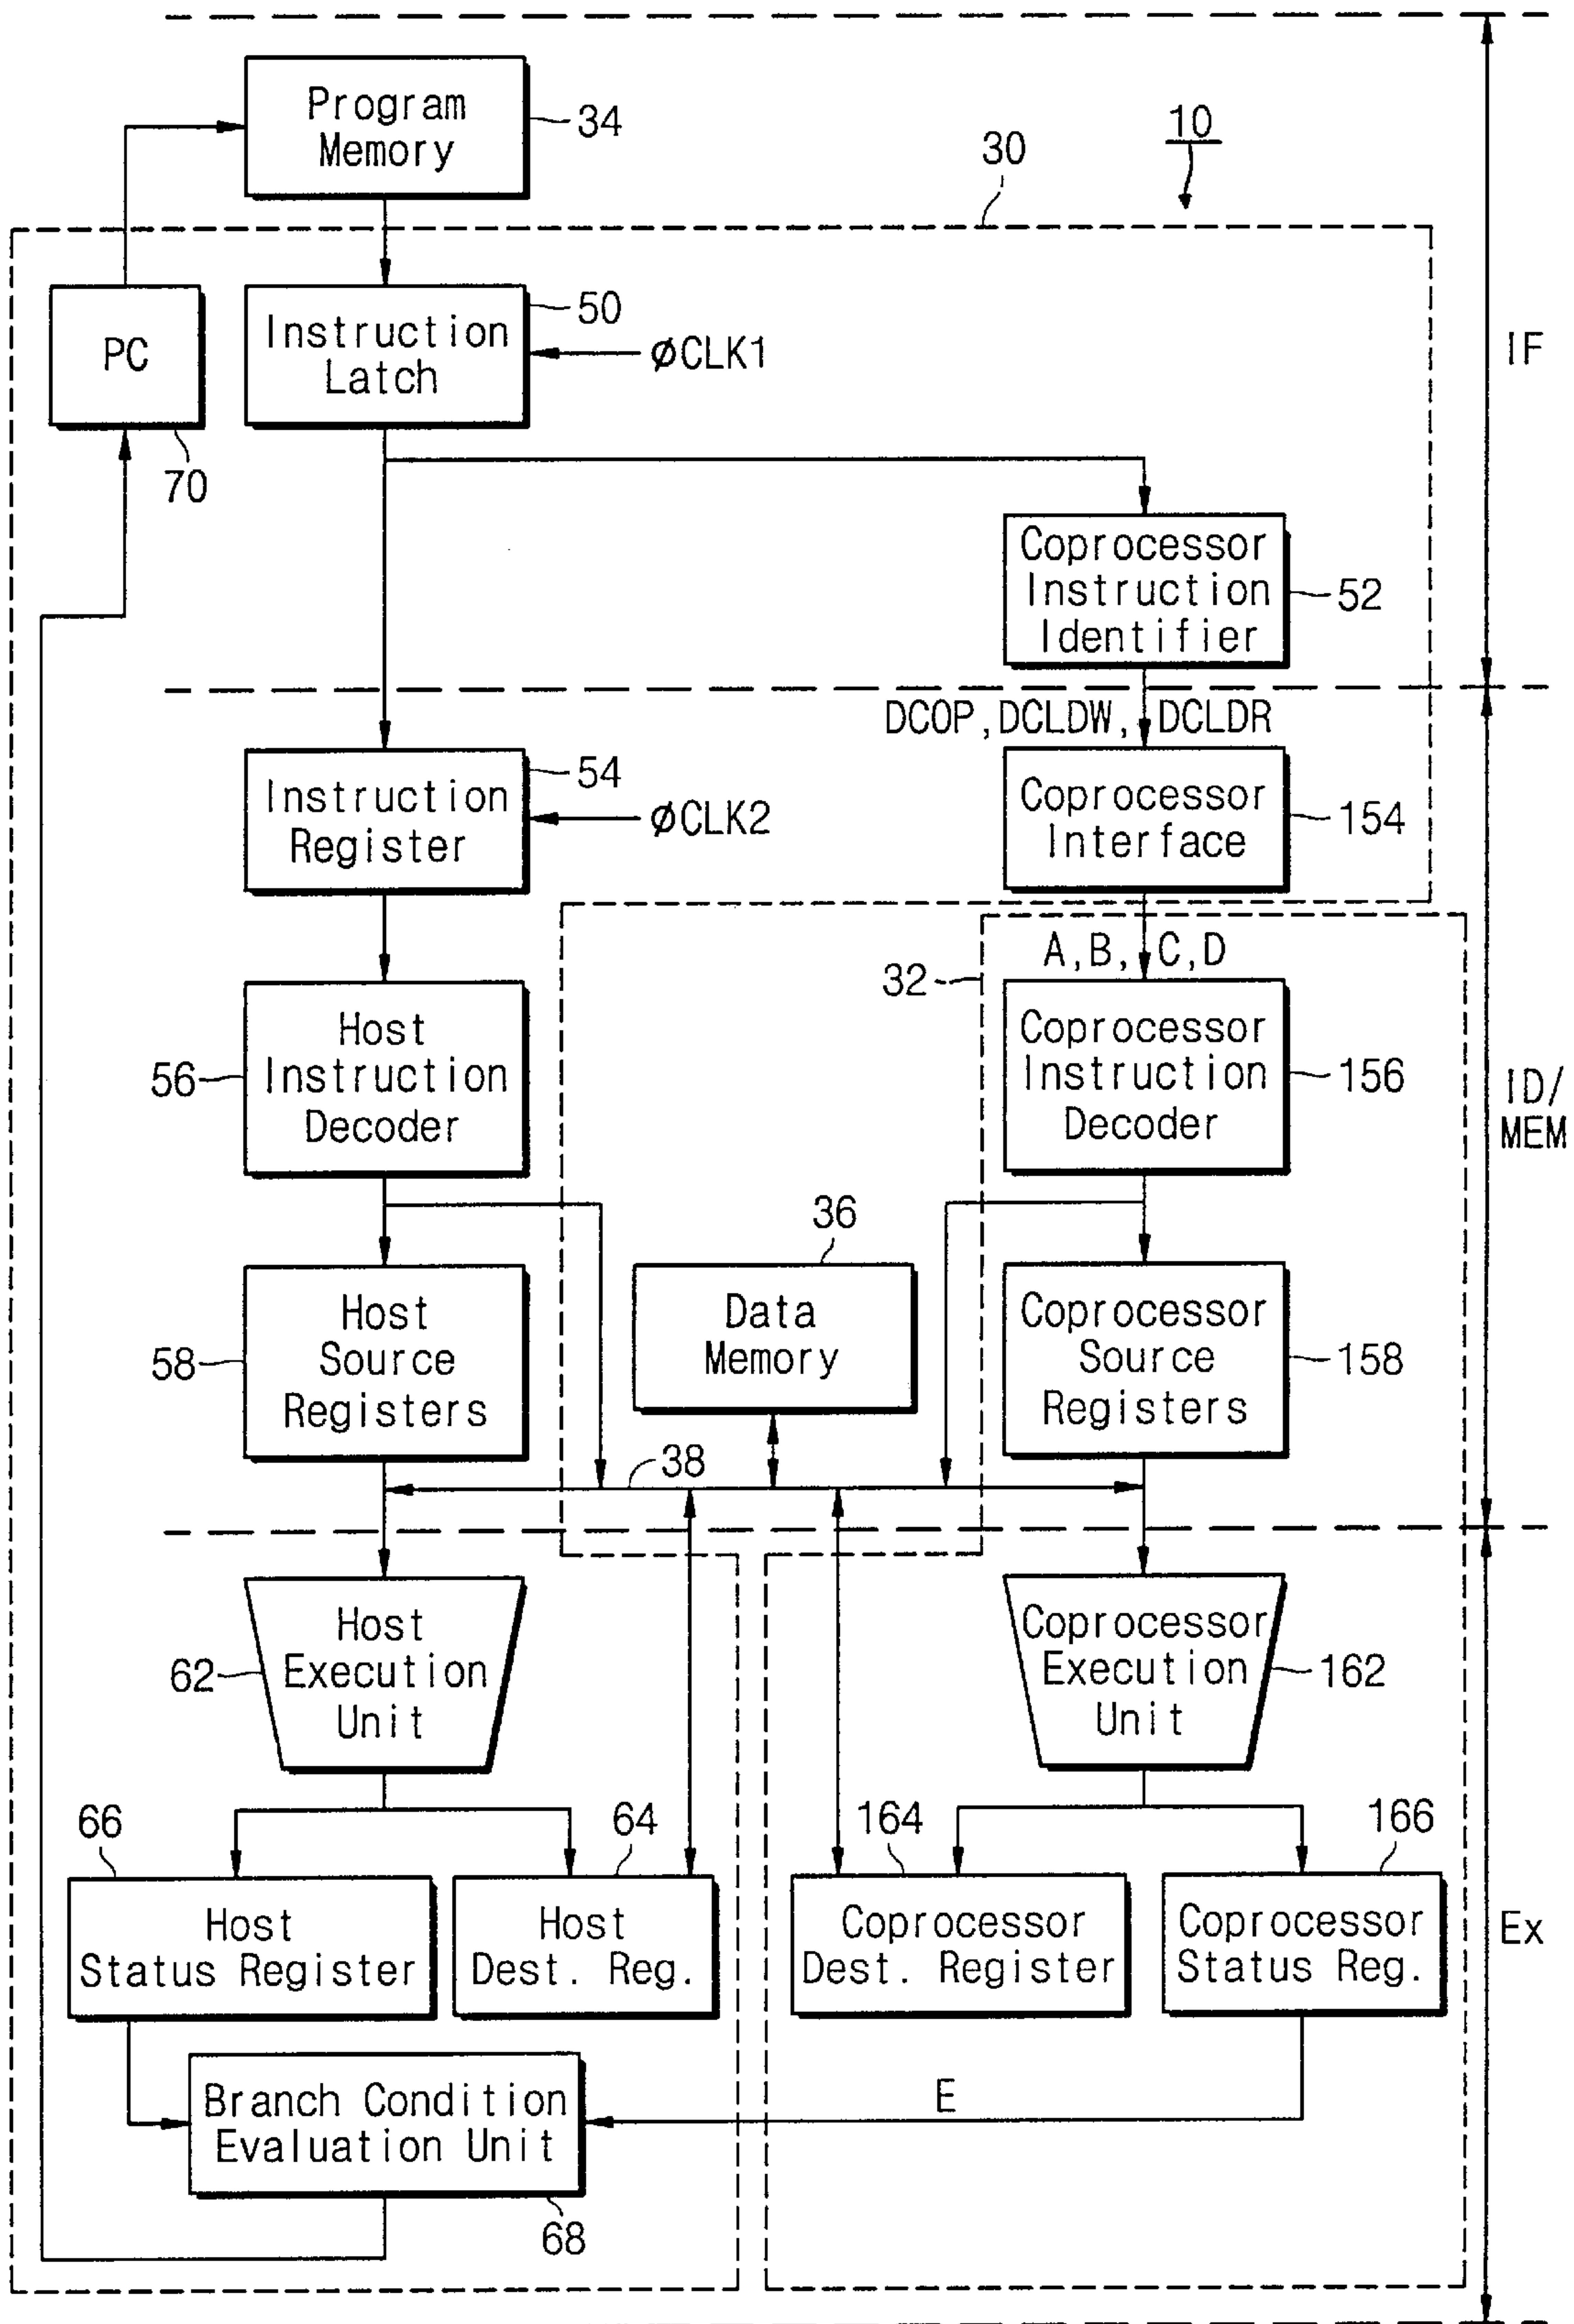 Program
Memory
34
10
30
PC
70
Instruction
Latch
50
øCLK1
IF
Coprocessor
Instruction
Identifier
52
DCOP,DCLDW, DCLDR
Instruction
Register
54
øCLK2
Coprocessor
Interface
154
A,B, C,D
32
Host
Instruction
Decoder
56
Coprocessor
Instruction
Decoder
156
ID/
MEM
36
Host
Source
Registers
58
Data
Memory
Coprocessor
Source
Registers
158
38
Host
Execution
Unit
62
Coprocessor
Execution
Unit
162
66
64
164
166
Host
Status Register
Host
Dest. Reg.
Coprocessor
Dest. Register
Coprocessor
Status Reg.
Ex
Branch Condition
Evaluation Unit
E
68